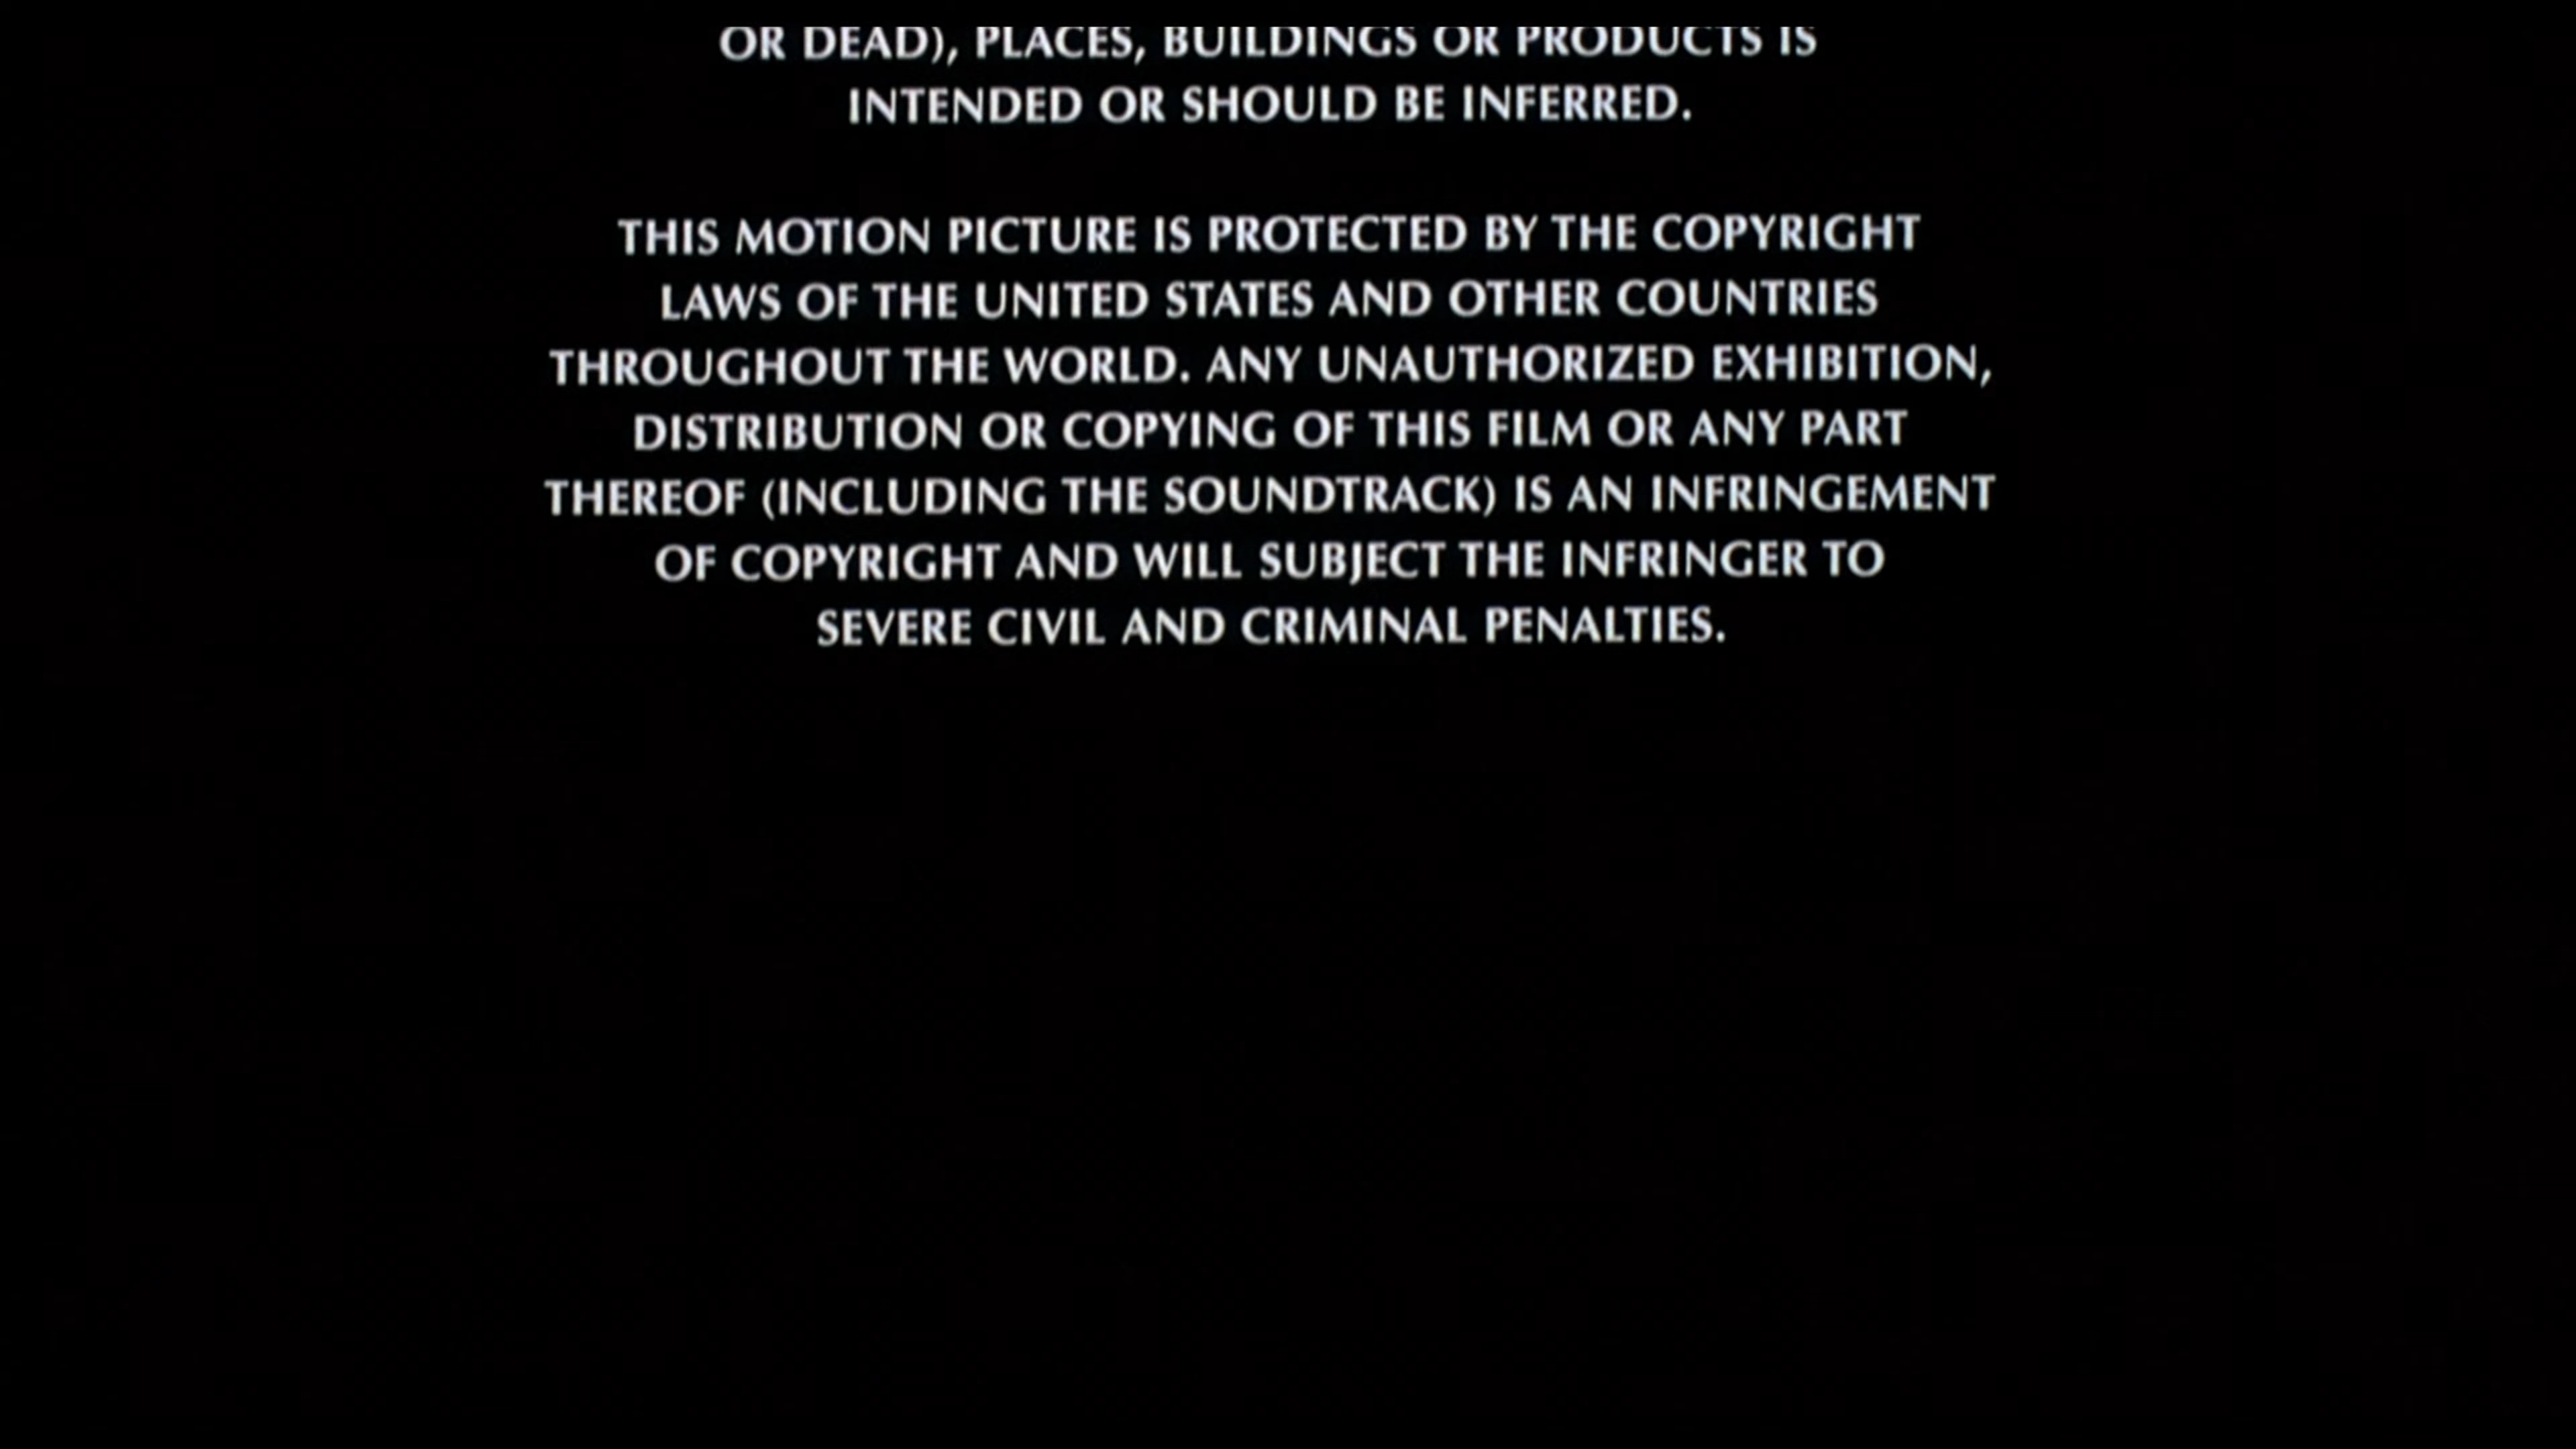 OR DEAD), PLACES, BUILDINGS OR PRODUCTS IS
INTENDED OR SHOULD BE INFERRED.
THIS MOTION PICTURE IS PROTECTED BY THE COPYRIGHT
LAWS OF THE UNITED STATES AND OTHER COUNTRIES
THROUGHOUT THE WORLD. ANY UNAUTHORIZED EXHIBITION,
DISTRIBUTION OR COPYING OF THIS FILM OR ANY PART
THEREOF (INCLUDING THE SOUNDTRACK) IS AN INFRINGEMENT
OF COPYRIGHT AND WILL SUBJECT THE INFRINGER TO
SEVERE CIVIL AND CRIMINAL PENALTIES.